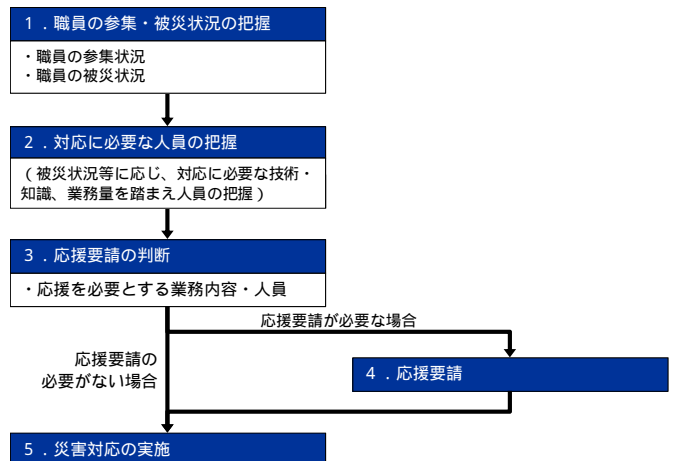 1．職員の参集・被災状況の把握
・職員の参集状況
・職員の被災状況
2．対応に必要な人員の把握
（被災状況等に応じ、対応に必要な技術・
知識、業務量を踏まえ人員の把握）
3．応援要請の判断
・応援を必要とする業務内容・人員
応援要請が必要な場合
応援要請の
必要がない場合
4．応援要請
5．災害対応の実施